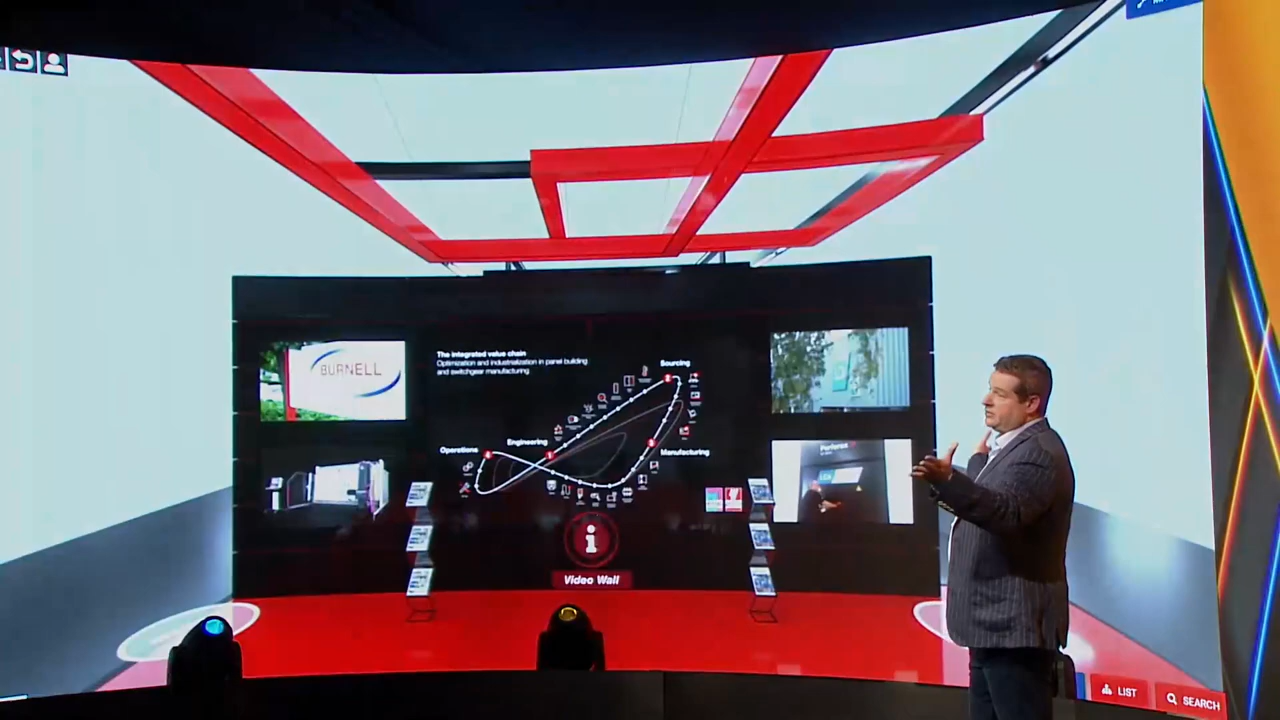 BURNELL
The integrated value chain
Optimization and industrialization in panel building
and switchgear manufacturing
Sourcing
Engineering
Operations
Manufacturing
Perforex
i
Video Wall
LIST
SEARCH